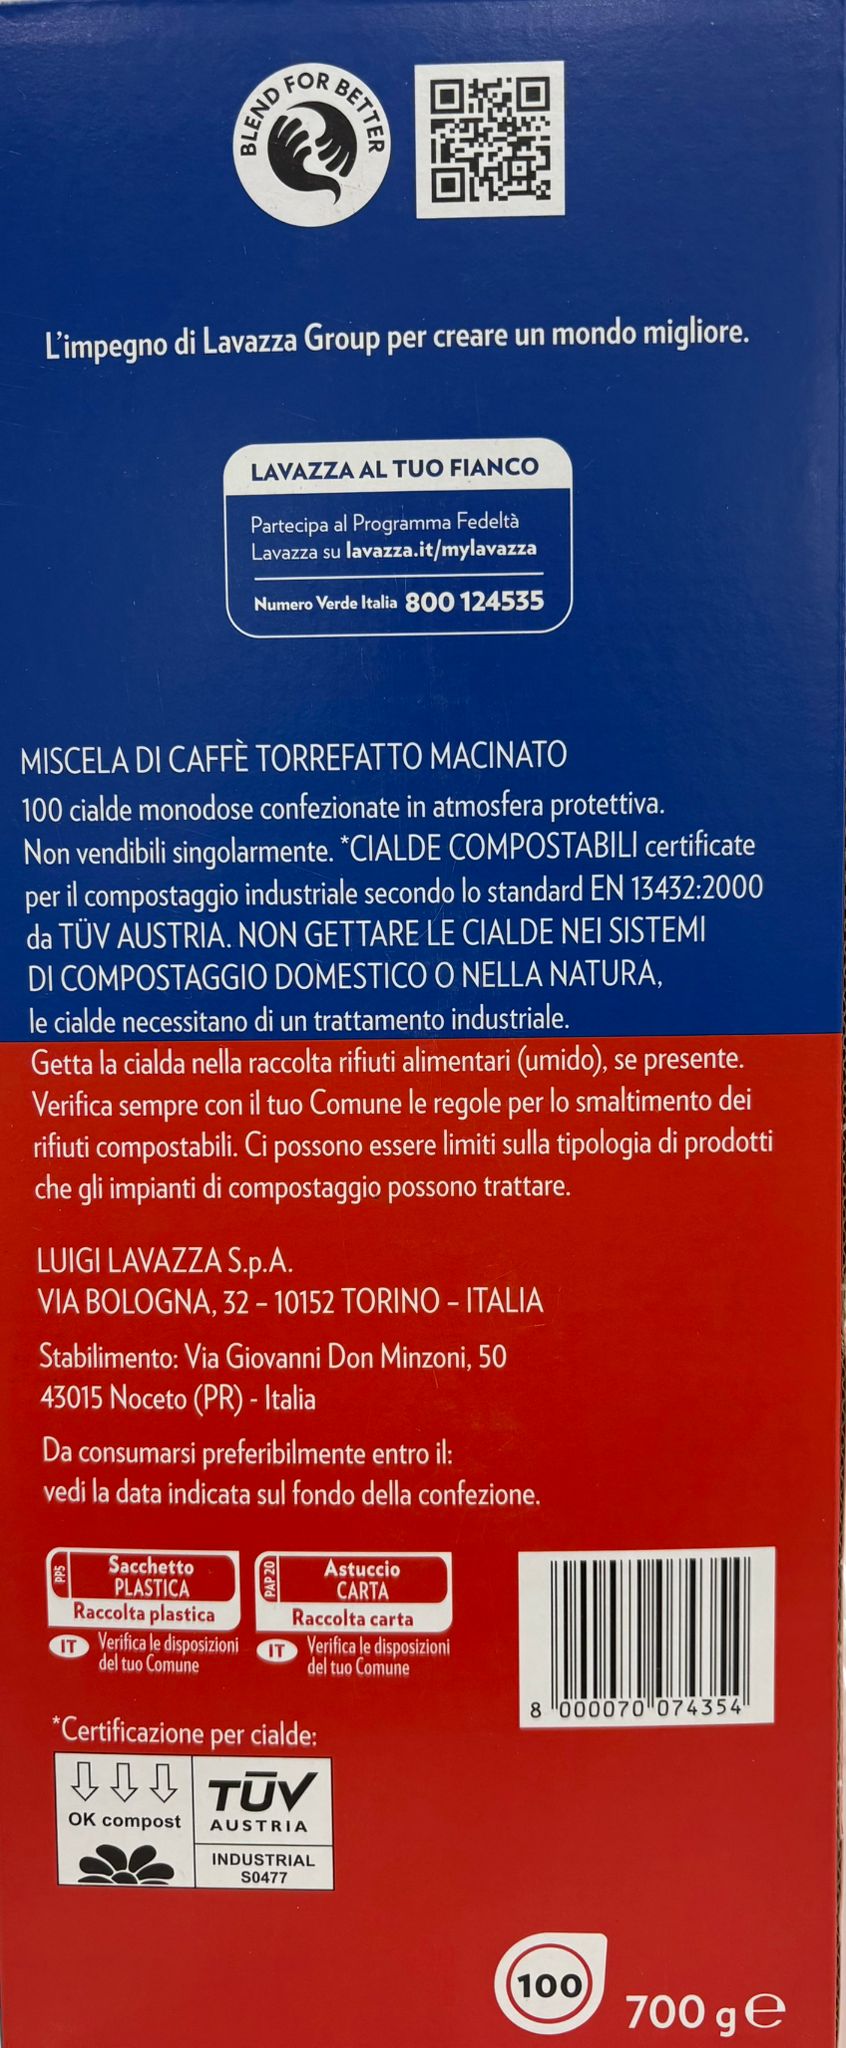 BLEND FOR BETTER
L'impegno di Lavazza Group per creare un mondo migliore.
LAVAZZA AL TUO FIANCO
Partecipa al Programma Fedeltà
Lavazza su lavazza.it/mylavazza
Numero Verde Italia 800 124535
MISCELA DI CAFFÈ TORREFATTO MACINATO
100 cialde monodose confezionate in atmosfera protettiva.
Non vendibili singolarmente. *CIALDE COMPOSTABILI certificate
per il compostaggio industriale secondo lo standard EN 13432:2000
da TÜV AUSTRIA. NON GETTARE LE CIALDE NEI SISTEMI
DI COMPOSTAGGIO DOMESTICO O NELLA NATURA,
le cialde necessitano di un trattamento industriale.
Getta la cialda nella raccolta rifiuti alimentari (umido), se presente.
Verifica sempre con il tuo Comune le regole per lo smaltimento dei
rifiuti compostabili. Ci possono essere limiti sulla tipologia di prodotti
che gli impianti di compostaggio possono trattare.
LUIGI LAVAZZA S.p.A.
VIA BOLOGNA, 32 – 10152 TORINO – ITALIA
Stabilimento: Via Giovanni Don Minzoni, 50
43015 Noceto (PR) - Italia
Da consumarsi preferibilmente entro il:
vedi la data indicata sul fondo della confezione.
PP5
Sacchetto
PLASTICA
Raccolta plastica
IT Verifica le disposizioni
del tuo Comune
PAP 20
Astuccio
CARTA
Raccolta carta
IT Verifica le disposizioni
del tuo Comune
8 000070 074354
*Certificazione per cialde:
OK compost
TÜV
AUSTRIA
INDUSTRIAL
S0477
100
700 g e